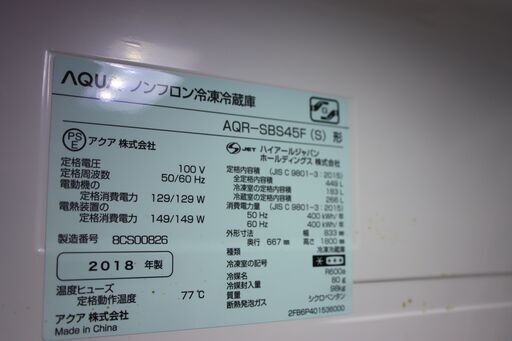 AQUA ノンフロン冷凍冷蔵庫
AQR-SBS45F (S) 形
PS
E
アクア 株式会社
定格電圧 100 V
定格周波数 50/60 Hz
電動機の
定格消費電力 129/129 W
電熱装置の
定格消費電力 149/149 W
製造番号 8CS00826
2018 年製
温度ヒューズ
定格動作温度 77℃
アクア 株式会社
Made in China
JET ハイアールジャパン
ホールディングス 株式会社
定格内容積 (JIS C 9801-3 : 2015)
全定格内容積 449 L
冷凍室の定格内容積 183 L
冷蔵室の定格内容積 266 L
消費電力量 (JIS C 9801-3 : 2015)
50 Hz 400 kWh/年
60 Hz 400 kWh/年
外形寸法 幅 833 mm
奥行 667 mm 高さ 1800 mm
種類 冷凍冷蔵庫
冷凍室の記号
冷媒名 R600a
冷媒封入量 80 g
質量 98kg
断熱発泡ガス シクロペンタン
2FB6P401536000